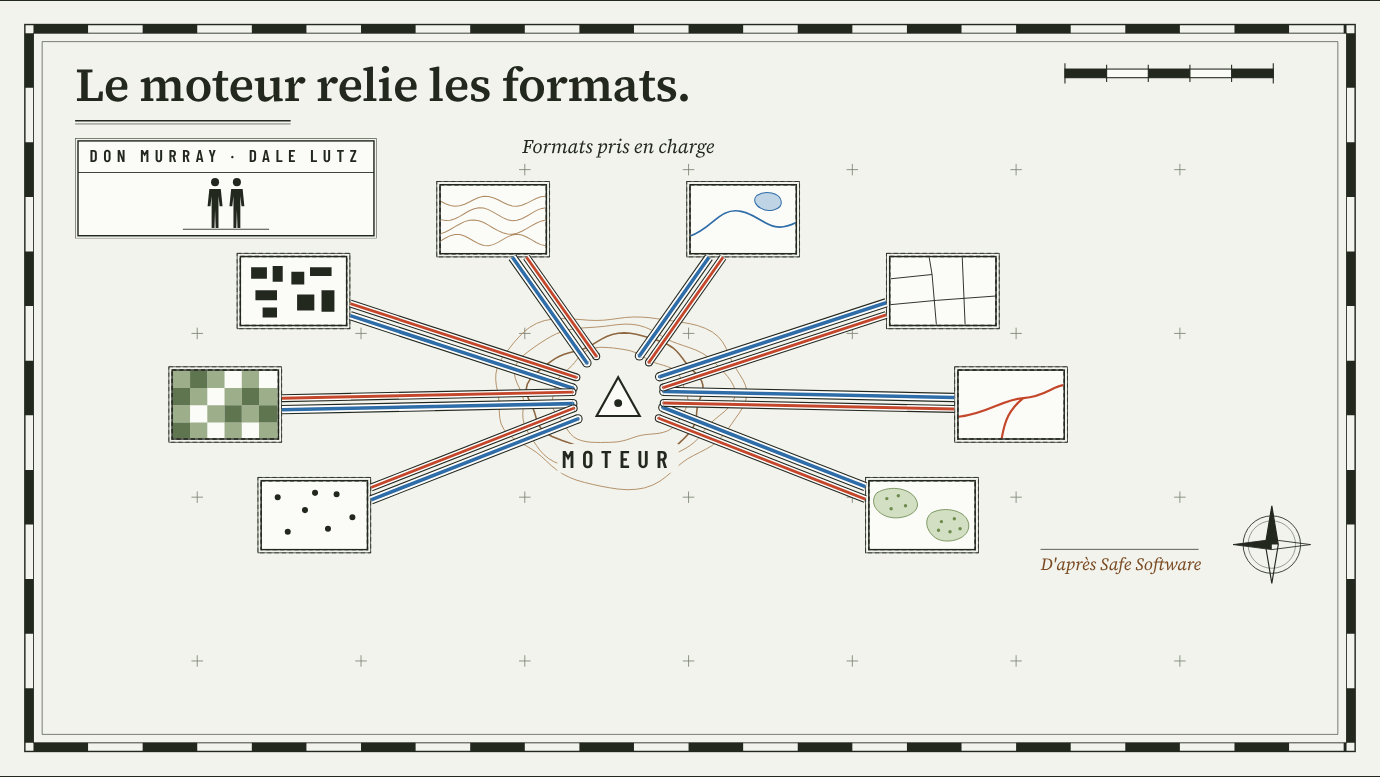 Le moteur relie les formats.
DON MURRAY · DALE LUTZ
Formats pris en charge
MOTEUR
D'après Safe Software